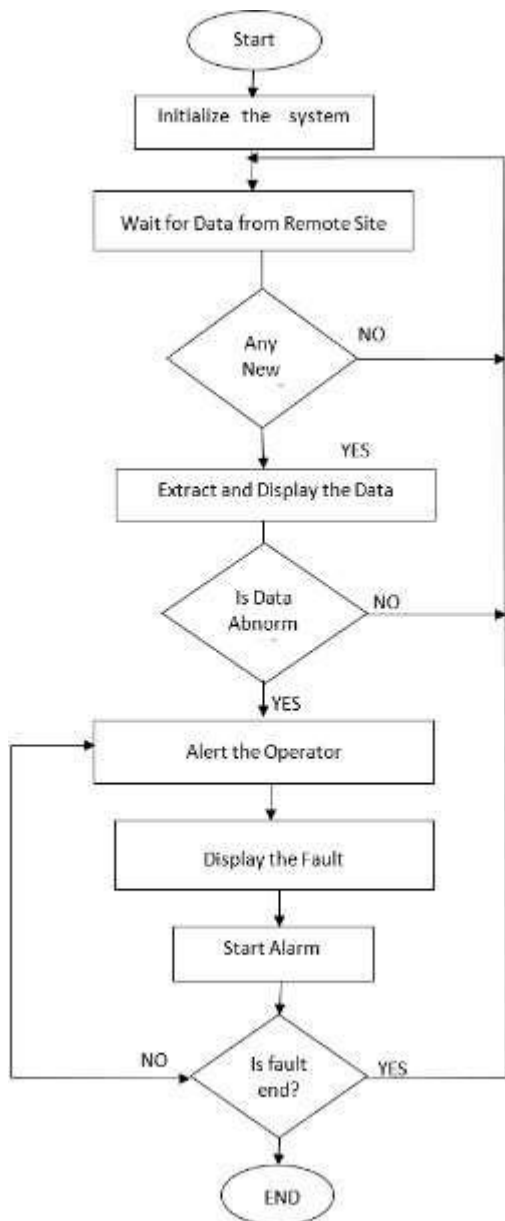 Start
Initialize the system
Wait for Data from Remote Site
NO
Any
New
YES
Extract and Display the Data
Is Data
Abnorm
NO
YES
Alert the Operator
Display the Fault
Start Alarm
NO
Is fault
end?
YES
END